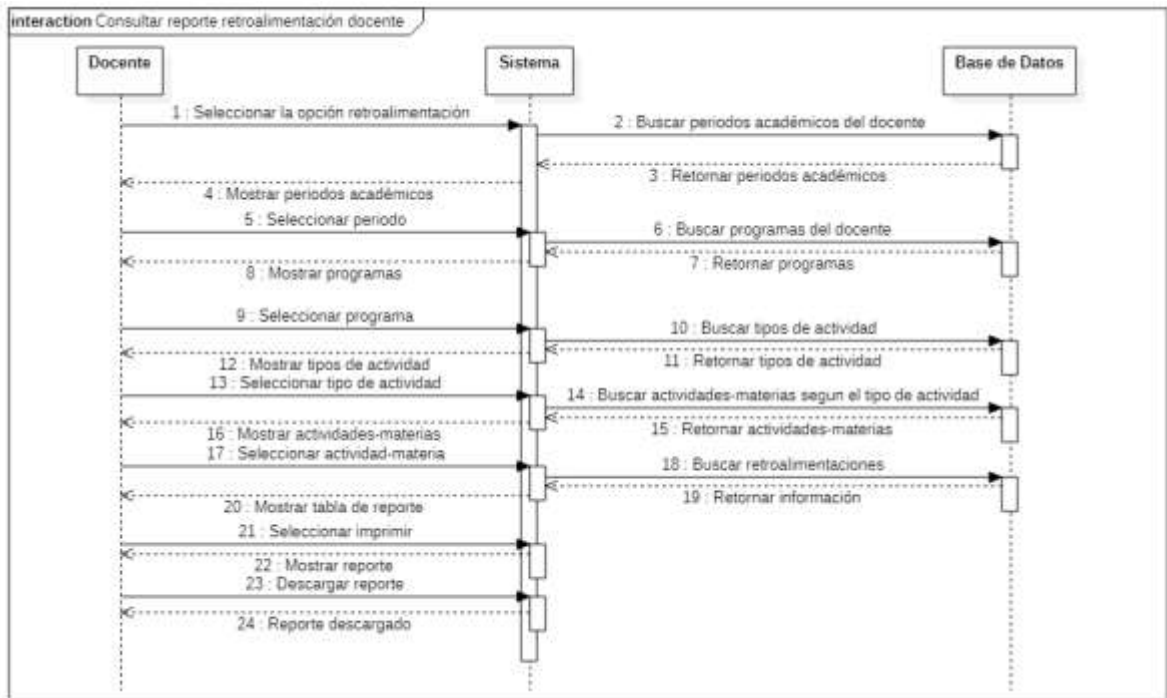 interaction Consultar reporte retroalimentación docente
Docente
Sistema
Base de Datos
1 : Seleccionar la opción retroalimentación
2 : Buscar periodos académicos del docente
3 : Retornar periodos académicos
4 : Mostrar periodos académicos
5 : Seleccionar periodo
6 : Buscar programas del docente
7 : Retornar programas
8 : Mostrar programas
9 : Seleccionar programa
10 : Buscar tipos de actividad
11 : Retornar tipos de actividad
12 : Mostrar tipos de actividad
13 : Seleccionar tipo de actividad
14 : Buscar actividades-materias segun el tipo de actividad
15 : Retornar actividades-materias
16 : Mostrar actividades-materias
17 : Seleccionar actividad-materia
18 : Buscar retroalimentaciones
19 : Retornar información
20 : Mostrar tabla de reporte
21 : Seleccionar imprimir
22 : Mostrar reporte
23 : Descargar reporte
24 : Reporte descargado